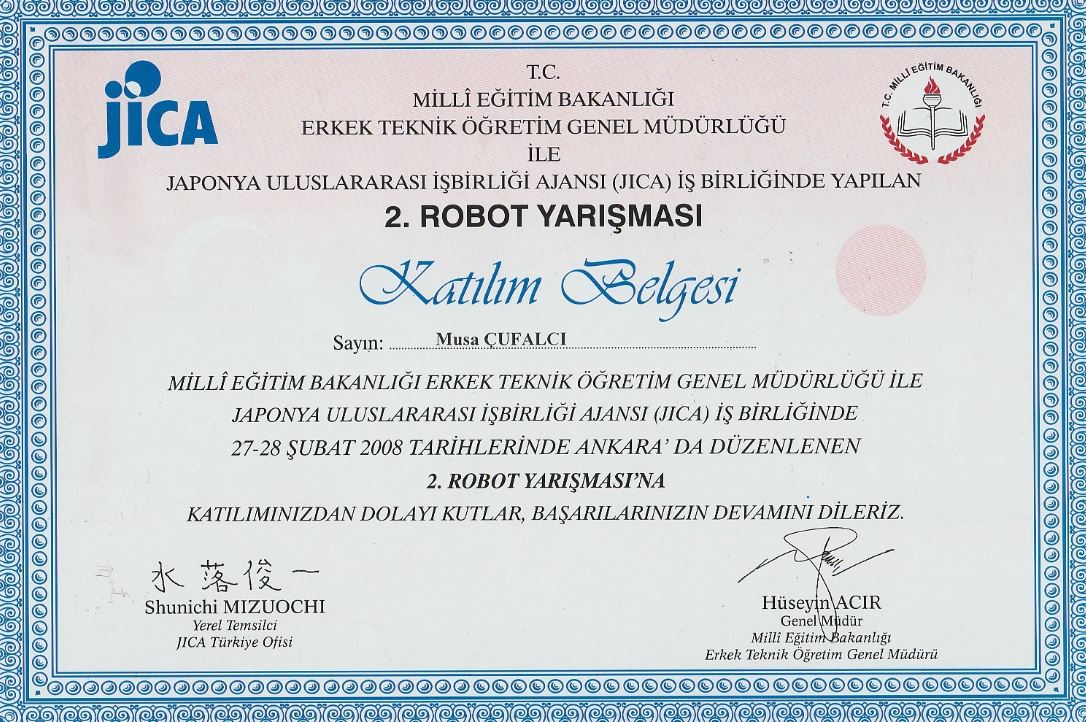 JICA
T.C. MİLLÎ EĞİTİM BAKANLIĞI
T.C.
MİLLÎ EĞİTİM BAKANLIĞI
ERKEK TEKNİK ÖĞRETİM GENEL MÜDÜRLÜĞÜ
İLE
JAPONYA ULUSLARARASI İŞBİRLİĞİ AJANSI (JICA) İŞ BİRLİĞİNDE YAPILAN
2. ROBOT YARIŞMASI
Katılım Belgesi
Sayın: Musa ÇUFALCI
MİLLÎ EĞİTİM BAKANLIĞI ERKEK TEKNİK ÖĞRETİM GENEL MÜDÜRLÜĞÜ İLE
JAPONYA ULUSLARARASI İŞBİRLİĞİ AJANSI (JICA) İŞ BİRLİĞİNDE
27-28 ŞUBAT 2008 TARİHLERİNDE ANKARA' DA DÜZENLENEN
2. ROBOT YARIŞMASI'NA
KATILIMINIZDAN DOLAYI KUTLAR, BAŞARILARINIZIN DEVAMINI DİLERİZ.
水落俊一
Shunichi MIZUOCHI
Yerel Temsilci
JICA Türkiye Ofisi
Hüseyin ACIR
Genel Müdür
Millî Eğitim Bakanlığı
Erkek Teknik Öğretim Genel Müdürü